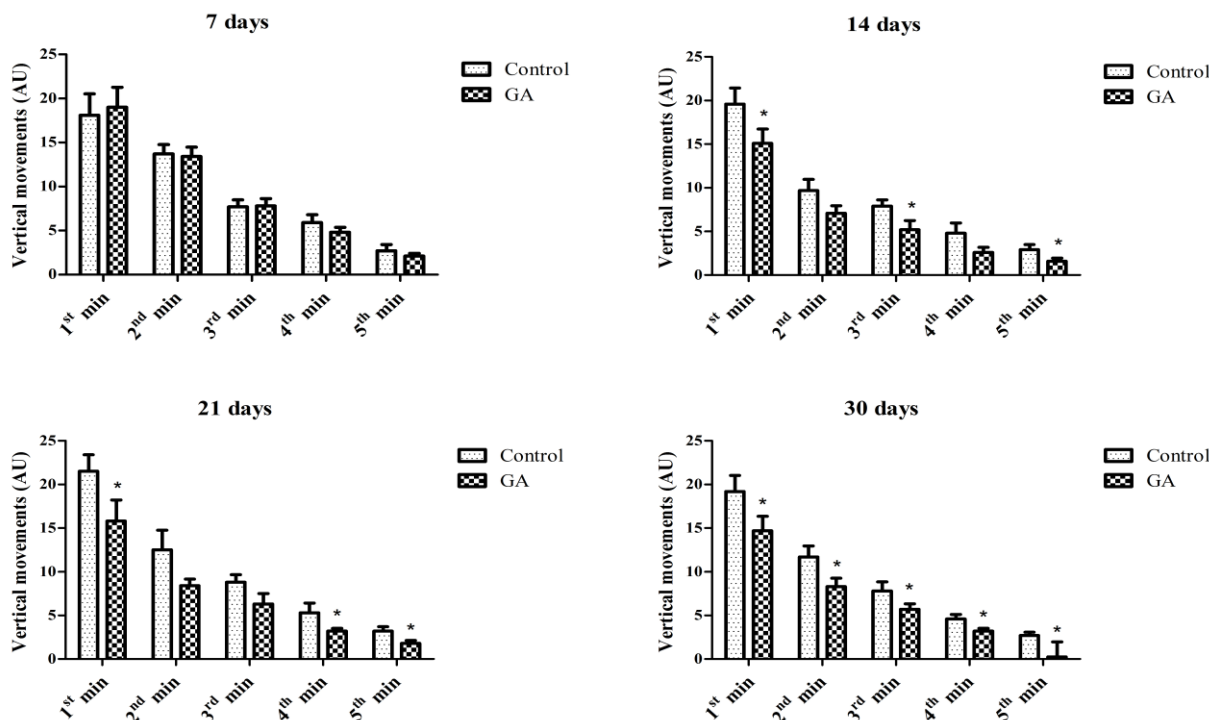 7 days
Vertical movements (AU)
25
20
15
10
5
0
1st min
2nd min
3rd min
4th min
5th min
Control
GA
14 days
Vertical movements (AU)
25
20
15
10
5
0
*
*
*
1st min
2nd min
3rd min
4th min
5th min
Control
GA
21 days
Vertical movements (AU)
25
20
15
10
5
0
*
*
*
1st min
2nd min
3rd min
4th min
5th min
Control
GA
30 days
Vertical movements (AU)
25
20
15
10
5
0
*
*
*
*
*
1st min
2nd min
3rd min
4th min
5th min
Control
GA